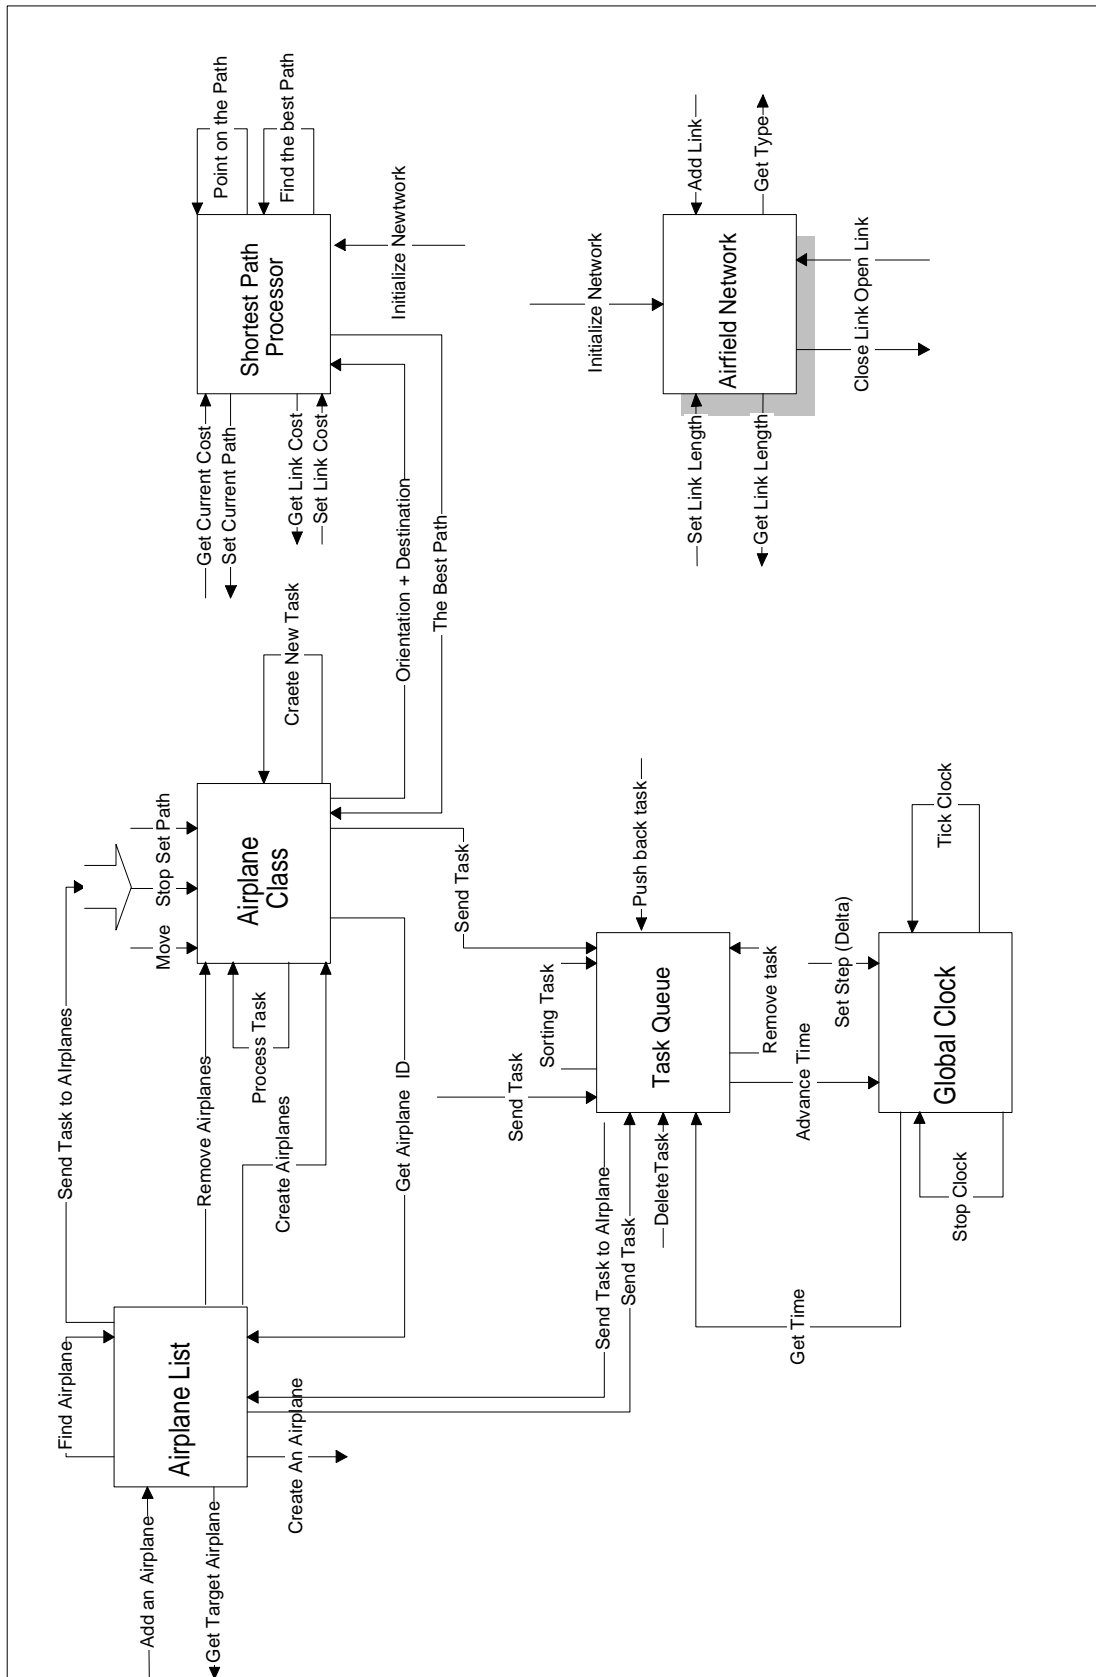 Find Airplane
Send Task to AIrplanes
Add an Airplane
Get Target Airplane
Airplane List
Create An Airplane
Remove Airplanes
Create Airplanes
Process Task
Get Airplane ID
Move
Stop
Set Path
Airplane
Class
Craete New Task
Get Current Cost
Set Current Path
Get Link Cost
Set Link Cost
Shortest Path
Processor
Point on the Path
Find the best Path
Initialize Newtwork
Orientation + Destination
The Best Path
Send Task
Send Task
Sorting Task
Push back task
Send Task to AIrplane
Send Task
DeleteTask
Task Queue
Remove task
Advance Time
Set Step (Delta)
Get Time
Global Clock
Tick Clock
Stop Clock
Initialize Network
Set Link Length
Get Link Length
Airfield Network
Add Link
Get Type
Close Link
Open Link